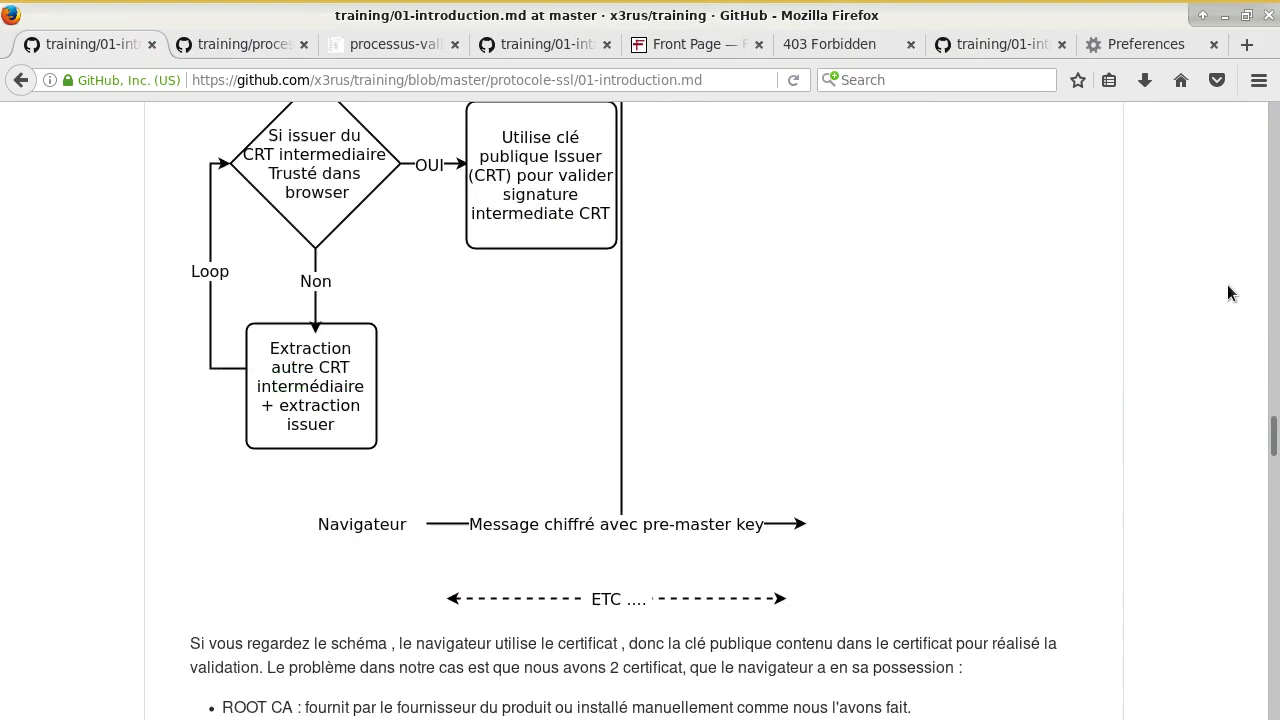 training/01-introduction.md at master · x3rus/training · GitHub - Mozilla Firefox
training/01-int
training/proces
processus-val
training/01-int
Front Page —
403 Forbidden
training/01-int
Preferences
GitHub, Inc. (US)
https://github.com/x3rus/training/blob/master/protocole-ssl/01-introduction.md
Search
Si issuer du
CRT intermediaire
Trusté dans
browser
OUI
Utilise clé
publique Issuer
(CRT) pour valider
signature
intermediate CRT
Loop
Non
Extraction
autre CRT
intermédiaire
+ extraction
issuer
Navigateur
Message chiffré avec pre-master key
ETC ....
Si vous regardez le schéma , le navigateur utilise le certificat , donc la clé publique contenu dans le certificat pour réalisé la
validation. Le problème dans notre cas est que nous avons 2 certificat, que le navigateur a en sa possession :
• ROOT CA : fournit par le fournisseur du produit ou installé manuellement comme nous l'avons fait.